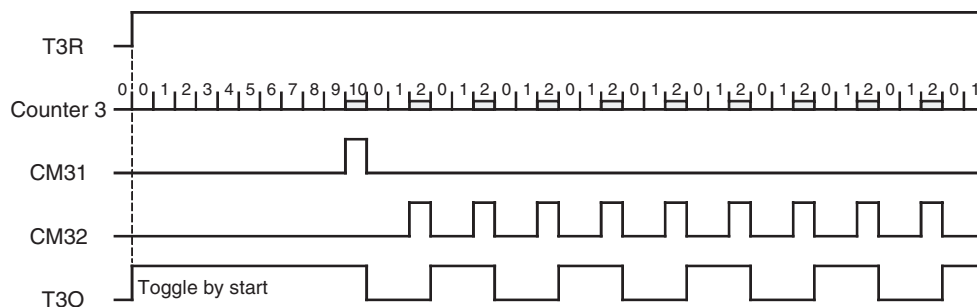 T3R
0 0 1 2 3 4 5 6 7 8 9 10 0 1 2 0 1 2 0 1 2 0 1 2 0 1 2 0 1 2 0 1 2 0 1 2 0 1 2 0 1
Counter 3
CM31
CM32
Toggle by start
T3O